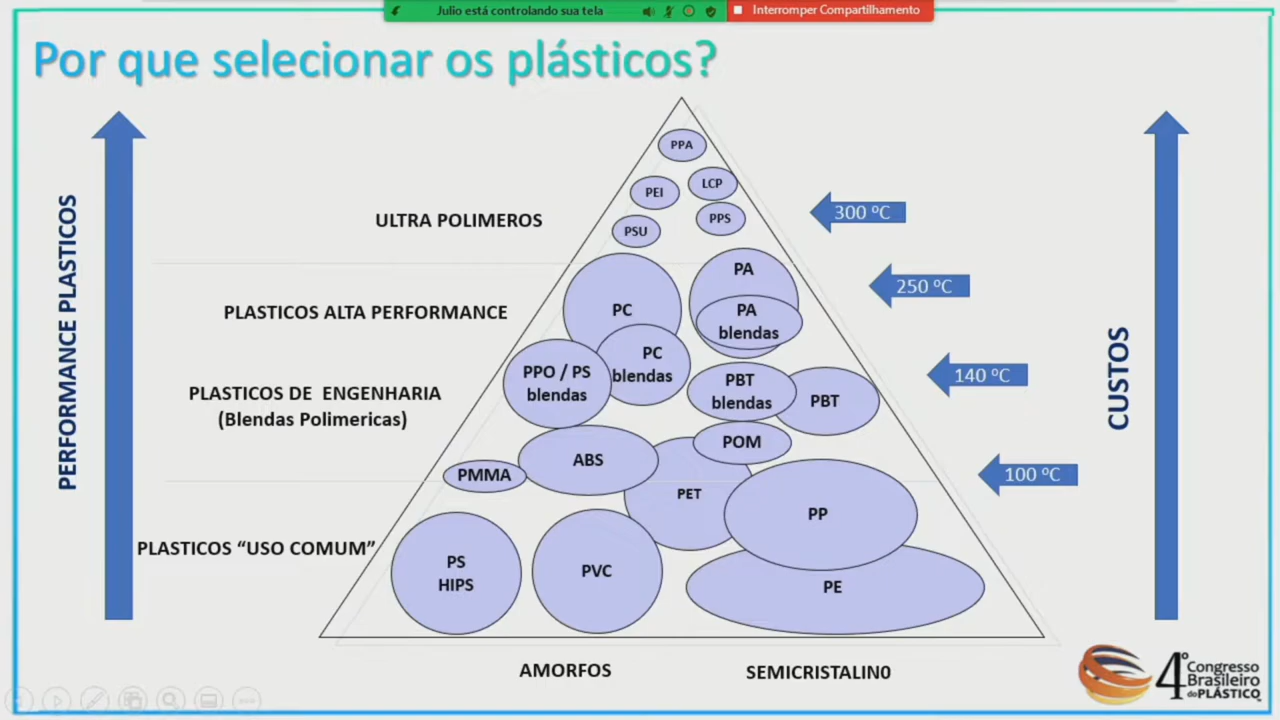 Julio está controlando sua tela
Interromper Compartilhamento
Por que selecionar os plásticos?
PERFORMANCE PLASTICOS
ULTRA POLIMEROS
PLASTICOS ALTA PERFORMANCE
PLASTICOS DE ENGENHARIA
(Blendas Polimericas)
PLASTICOS “USO COMUM”
PPA
PEI
LCP
PSU
PPS
PC
PA
PA
blendas
PC
blendas
PPO / PS
blendas
PBT
blendas
PBT
POM
ABS
PMMA
PET
PP
PS
HIPS
PVC
PE
300 ºC
250 ºC
140 ºC
100 ºC
CUSTOS
AMORFOS
SEMICRISTALIN0
4º
Congresso
Brasileiro
do PLÁSTICO